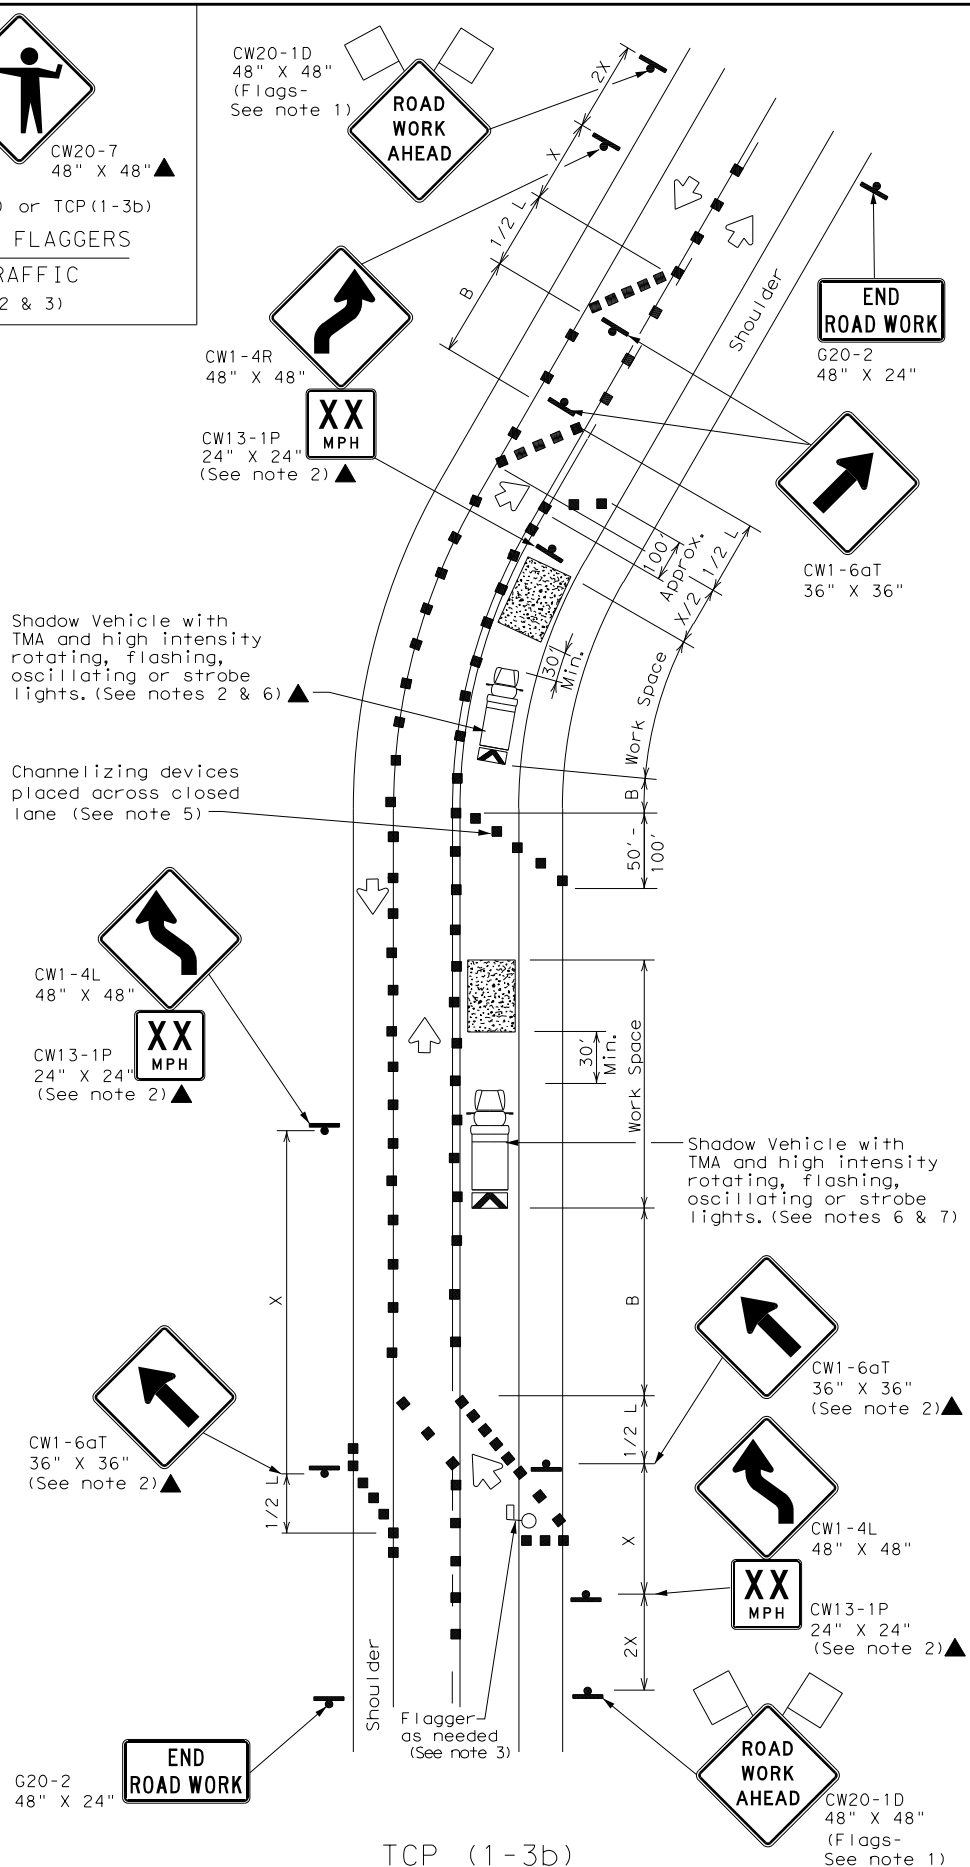 CW20-7
48" X 48"
) or TCP(1-3b)
FLAGGERS
RAFFIC
2 & 3)
CW20-1D
48" X 48"
(Flags-
See note 1)
ROAD
WORK
AHEAD
2X
X
1/2 L
B
CW1-4R
48" X 48"
XX
MPH
CW13-1P
24" X 24"
(See note 2)
Shoulder
END
ROAD WORK
G20-2
48" X 24"
CW1-6aT
36" X 36"
100'
Approx.
1/2 L
X/2
Shadow Vehicle with
TMA and high intensity
rotating, flashing,
oscillating or strobe
lights. (See notes 2 & 6)
30'
Min.
Work Space
B
50' -
100'
Channelizing devices
placed across closed
lane (See note 5)
CW1-4L
48" X 48"
XX
MPH
CW13-1P
24" X 24"
(See note 2)
30'
Min.
Work Space
Shadow Vehicle with
TMA and high intensity
rotating, flashing,
oscillating or strobe
lights. (See notes 6 & 7)
X
B
CW1-6aT
36" X 36"
(See note 2)
1/2 L
CW1-6aT
36" X 36"
(See note 2)
1/2 L
X
CW1-4L
48" X 48"
XX
MPH
CW13-1P
24" X 24"
(See note 2)
2X
Shoulder
Flagger
as needed
(See note 3)
END
ROAD WORK
G20-2
48" X 24"
ROAD
WORK
AHEAD
CW20-1D
48" X 48"
(Flags-
See note 1)
TCP (1-3b)